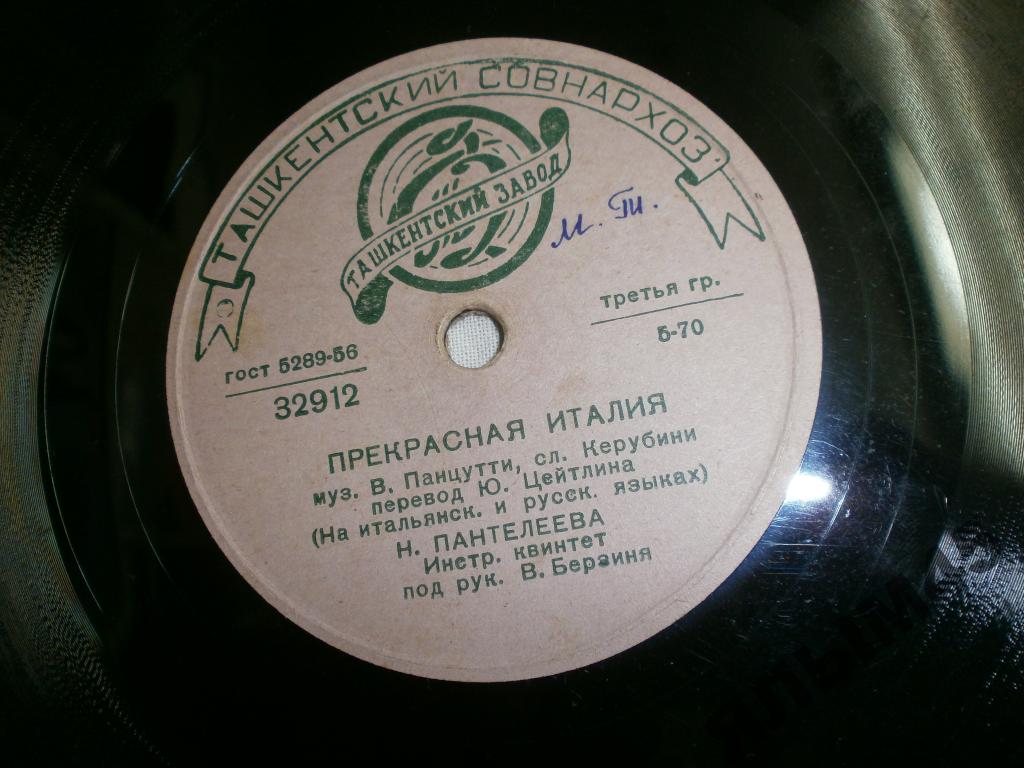 ТАШКЕНТСКИЙ СОВНАРХОЗ
ТАШКЕНТСКИЙ ЗАВОД
М. Ти.
третья гр.
5-70
гост 5289-56
32912
ПРЕКРАСНАЯ ИТАЛИЯ
муз. В. Панцутти, сл. Керубини
перевод Ю. Цейтлина
(На итальянск. и русск. языках)
Н. ПАНТЕЛЕЕВА
Инстр. квинтет
под рук. В. Берзиня